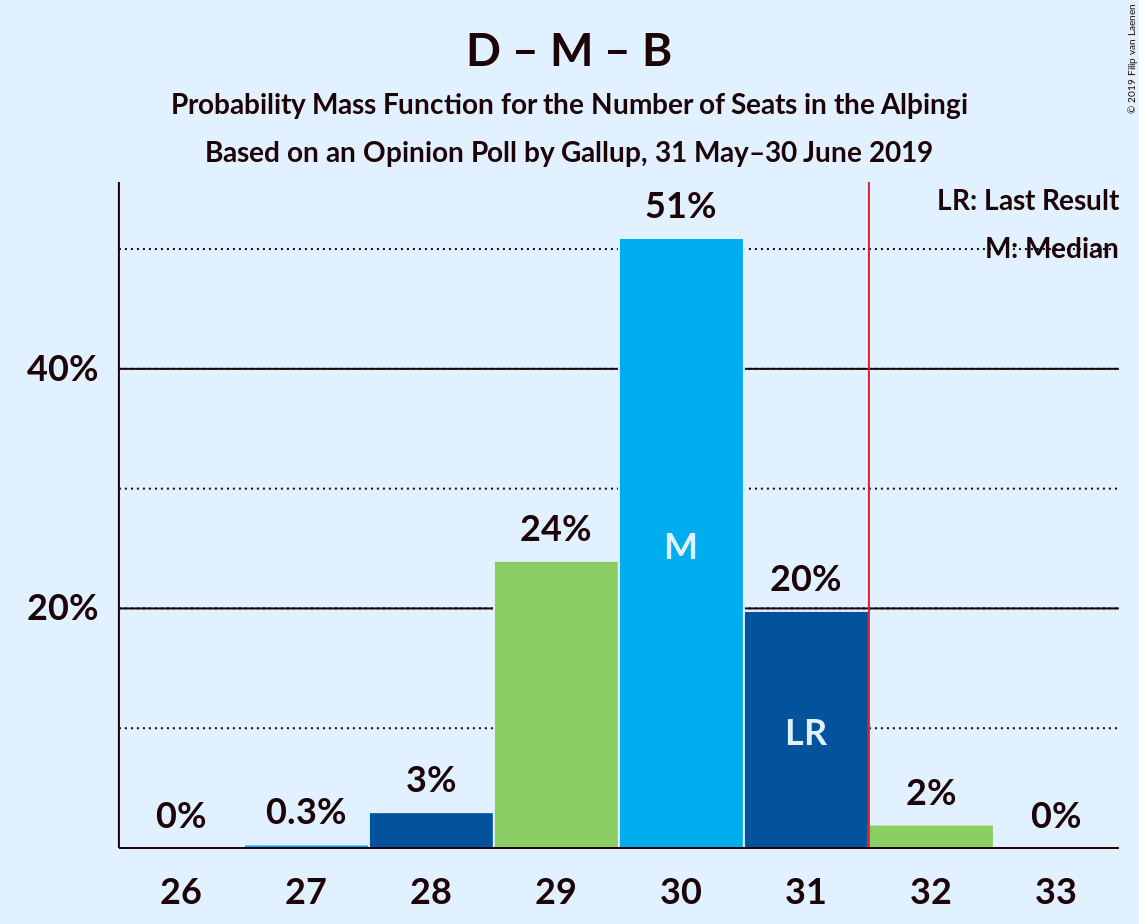 D – M – B
Probability Mass Function for the Number of Seats in the Alþingi
Based on an Opinion Poll by Gallup, 31 May–30 June 2019
© 2019 Filip van Laenen
LR: Last Result
M: Median
51%
40%
24%
M
20%
20%
LR
3%
2%
0%
0.3%
0%
26 27 28 29 30 31 32 33